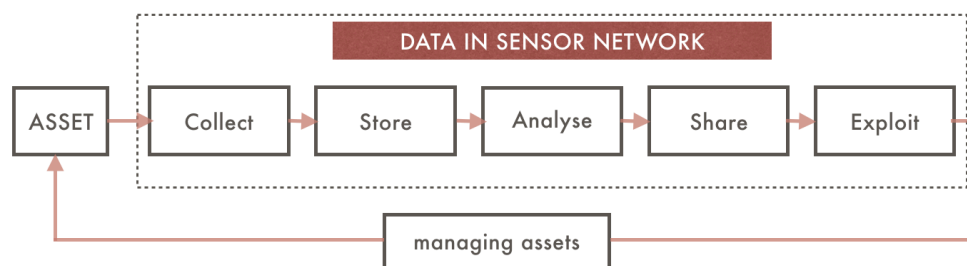 DATA IN SENSOR NETWORK
ASSET
Collect
Store
Analyse
Share
Exploit
managing assets